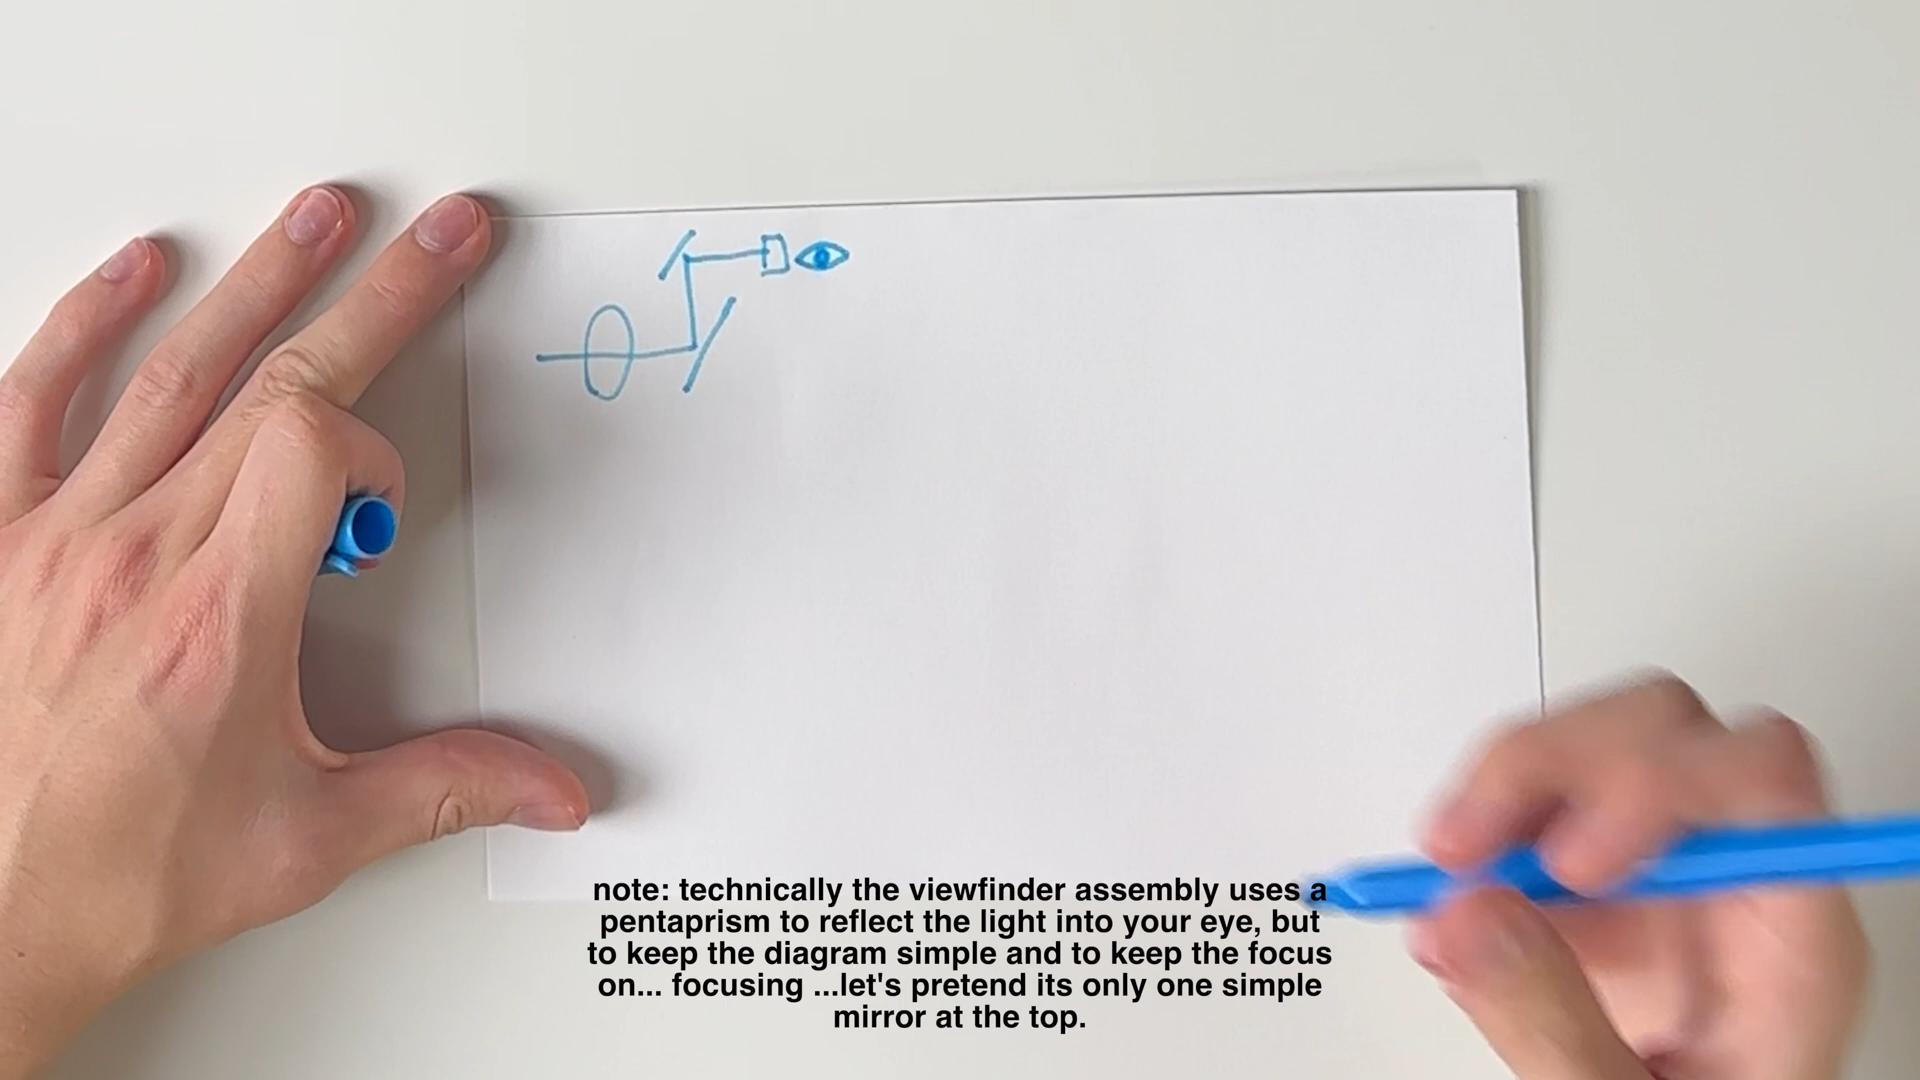 note: technically the viewfinder assembly uses a
pentaprism to reflect the light into your eye, but
to keep the diagram simple and to keep the focus
on... focusing ...let's pretend its only one simple
mirror at the top.